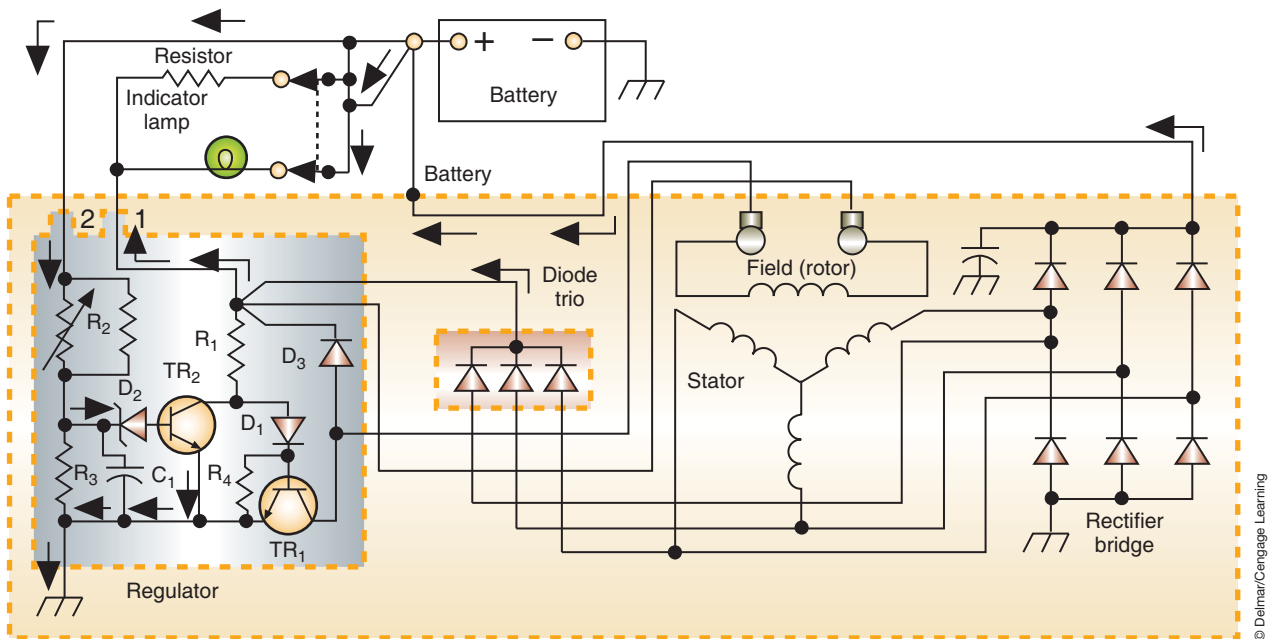 Resistor
Indicator
lamp
+
−
Battery
Battery
2
1
Field (rotor)
Diode
trio
R2
R1
D3
D2
TR2
Stator
D1
R3
C1
R4
TR1
Rectifier
bridge
Regulator
© Delmar/Cengage Learning